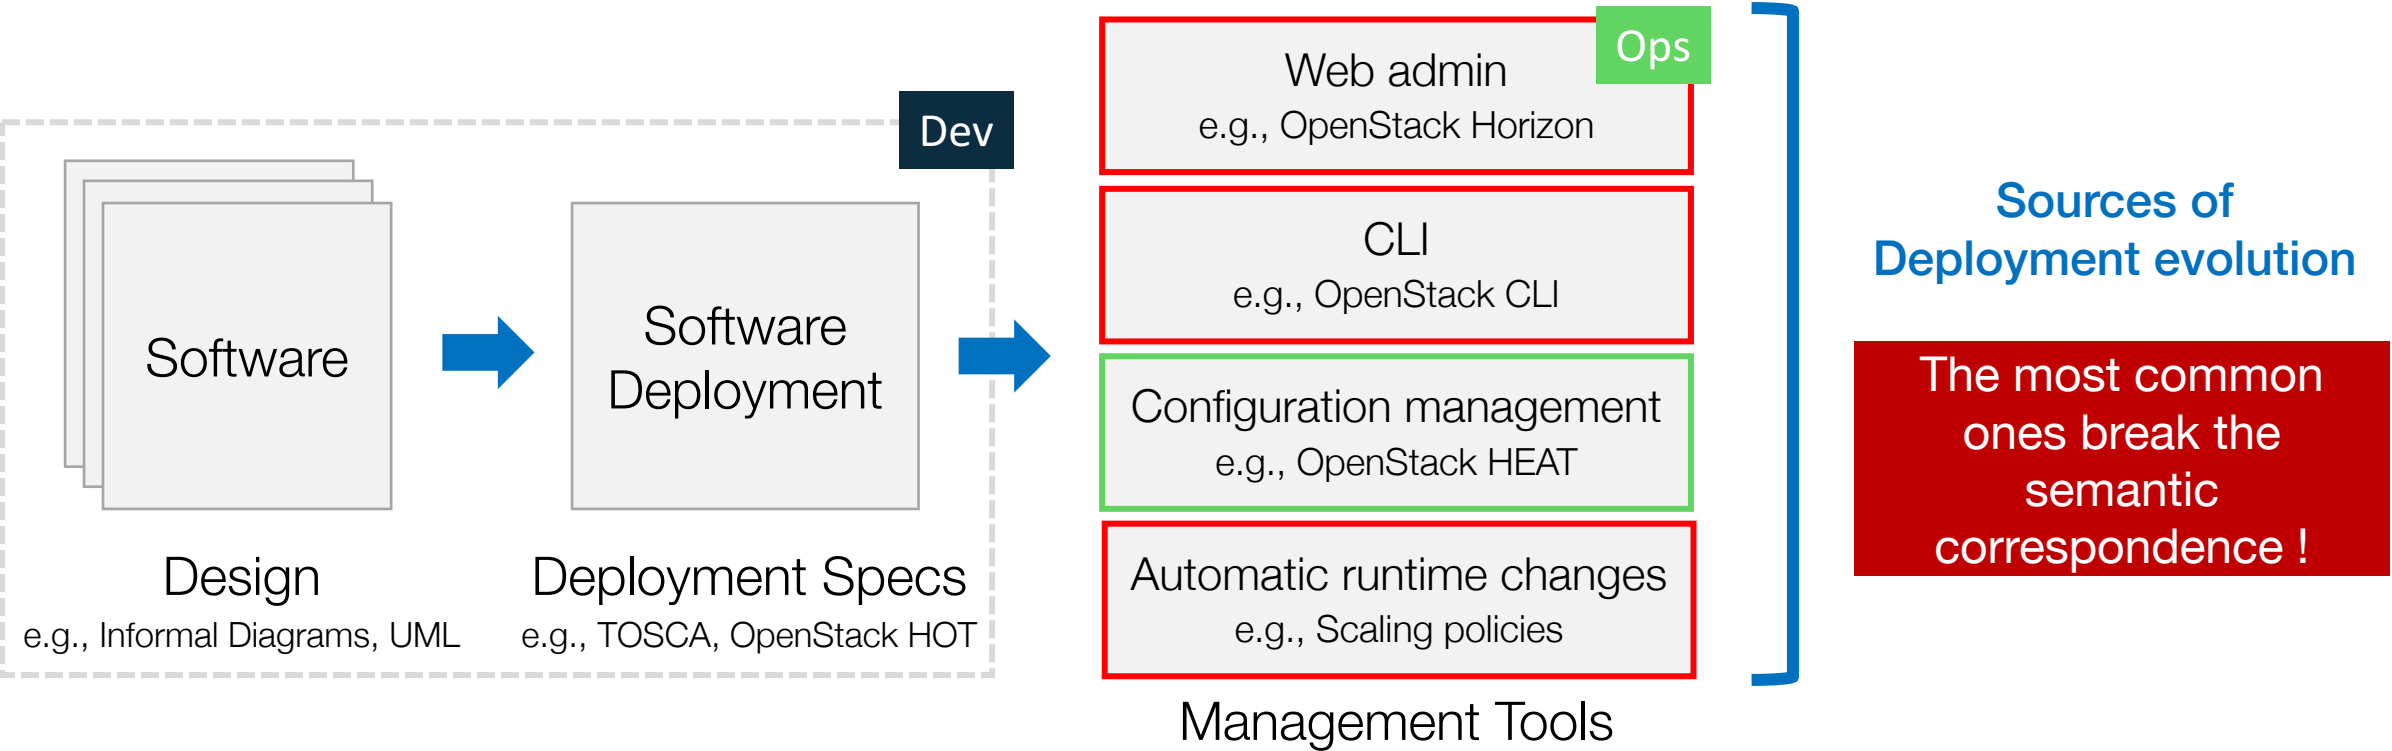 Dev
Software
Design
e.g., Informal Diagrams, UML
Software
Deployment
Deployment Specs
e.g., TOSCA, OpenStack HOT
Ops
Web admin
e.g., OpenStack Horizon
CLI
e.g., OpenStack CLI
Configuration management
e.g., OpenStack HEAT
Automatic runtime changes
e.g., Scaling policies
Management Tools
Sources of
Deployment evolution
The most common
ones break the
semantic
correspondence !